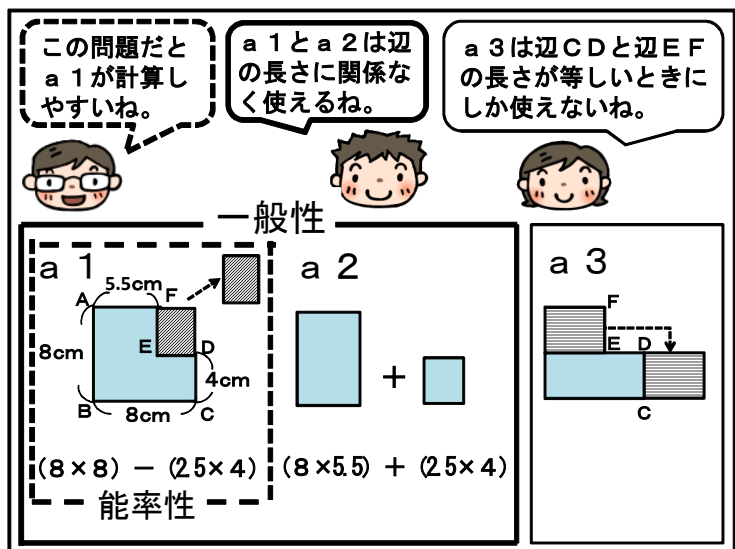 この問題だと
ａ１が計算し
やすいね。
ａ１とａ２は辺
の長さに関係な
く使えるね。
ａ３は辺ＣＤと辺ＥＦ
の長さが等しいときに
しか使えないね。
一般性
ａ１
5.5cm
A
F
E
D
8cm
4cm
B
8cm
C
(８×８)－(２５×４)
能率性
ａ２
＋
(８×５.５)＋(２５×４)
ａ３
F
E
D
C